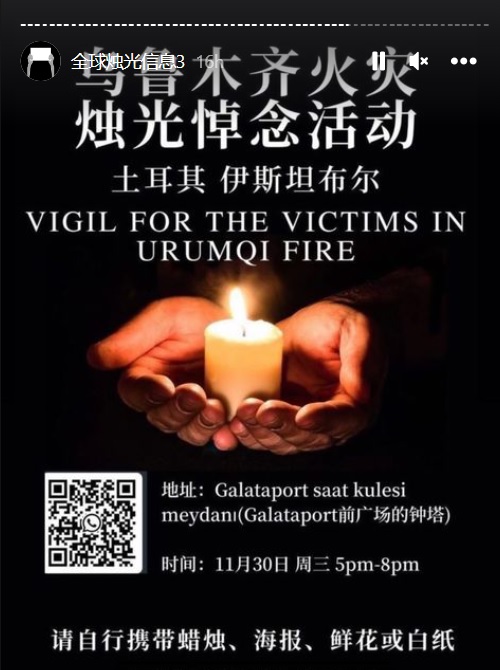 全球烛光信息3 16h
乌鲁木齐火灾
烛光悼念活动
土耳其 伊斯坦布尔
VIGIL FOR THE VICTIMS IN
URUMQI FIRE
地址：Galataport saat kulesi
meydanı(Galataport前广场的钟塔)
时间：11月30日 周三 5pm-8pm
请自行携带蜡烛、海报、鲜花或白纸